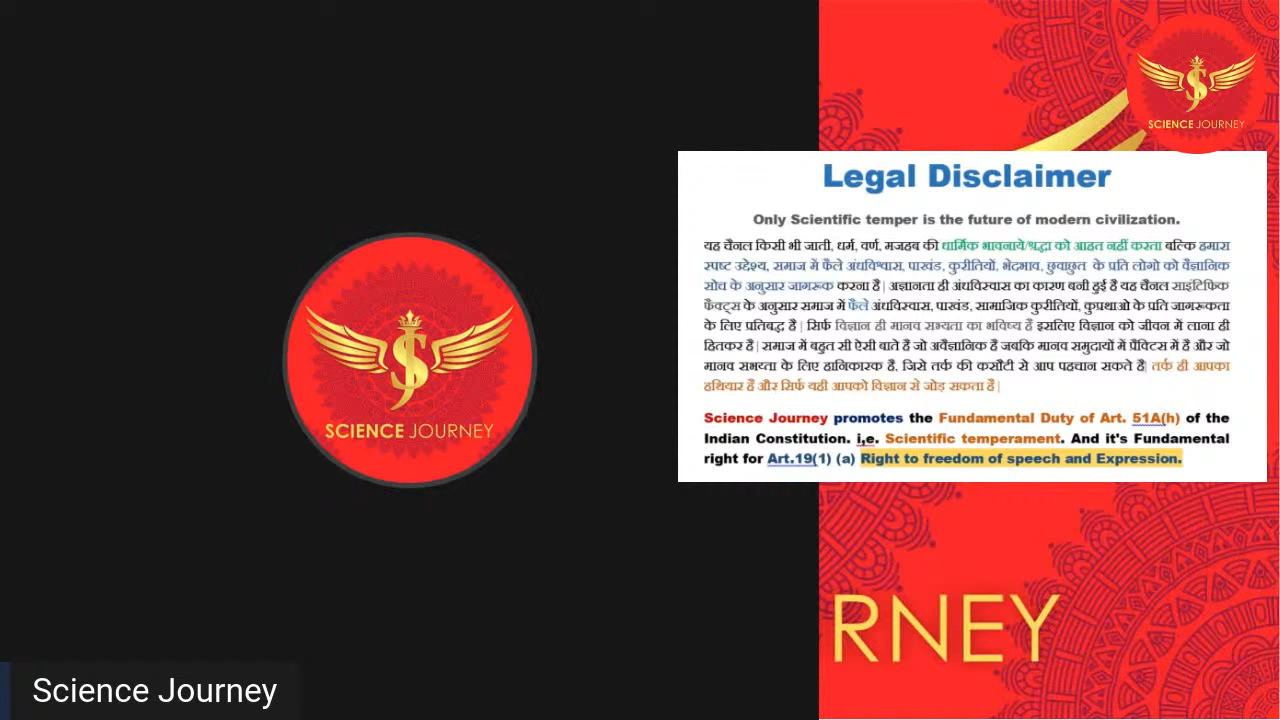 SCIENCE JOURNEY
Legal Disclaimer
Only Scientific temper is the future of modern civilization.
यह चैनल किसी भी जाती, धर्म, वर्ण, मजहब की धार्मिक भावनाये/श्रद्धा को आहत नहीं करता बल्कि हमारा
स्पष्ट उद्देश्य, समाज में फैले अंधविश्वास, पाखंड, कुरीतियों, भेदभाव, छुवाछुत के प्रति लोगो को वैज्ञानिक
सोच के अनुसार जागरूक करना है | अज्ञानता ही अंधविस्वास का कारण बनी हुई है यह चैनल साइंटिफिक
फैक्ट्स के अनुसार समाज में फैले अंधविस्वास, पाखंड, सामाजिक कुरीतियों, कुप्रथाओ के प्रति जागरूकता
के लिए प्रतिबद्ध है | सिर्फ विज्ञान ही मानव सभ्यता का भविष्य है इसलिए विज्ञान को जीवन में लाना ही
हितकर है | समाज में बहुत सी ऐसी बाते है जो अवैज्ञानिक है जबकि मानव समुदायों में प्रैक्टिस में है और जो
मानव सभ्यता के लिए हानिकारक है, जिसे तर्क की कसौटी से आप पहचान सकते है| तर्क ही आपका
हथियार है और सिर्फ यही आपको विज्ञान से जोड़ सकता है |
Science Journey promotes the Fundamental Duty of Art. 51A(h) of the
Indian Constitution. i,e. Scientific temperament. And it's Fundamental
right for Art.19(1) (a) Right to freedom of speech and Expression.
SCIENCE JOURNEY
RNEY
Science Journey